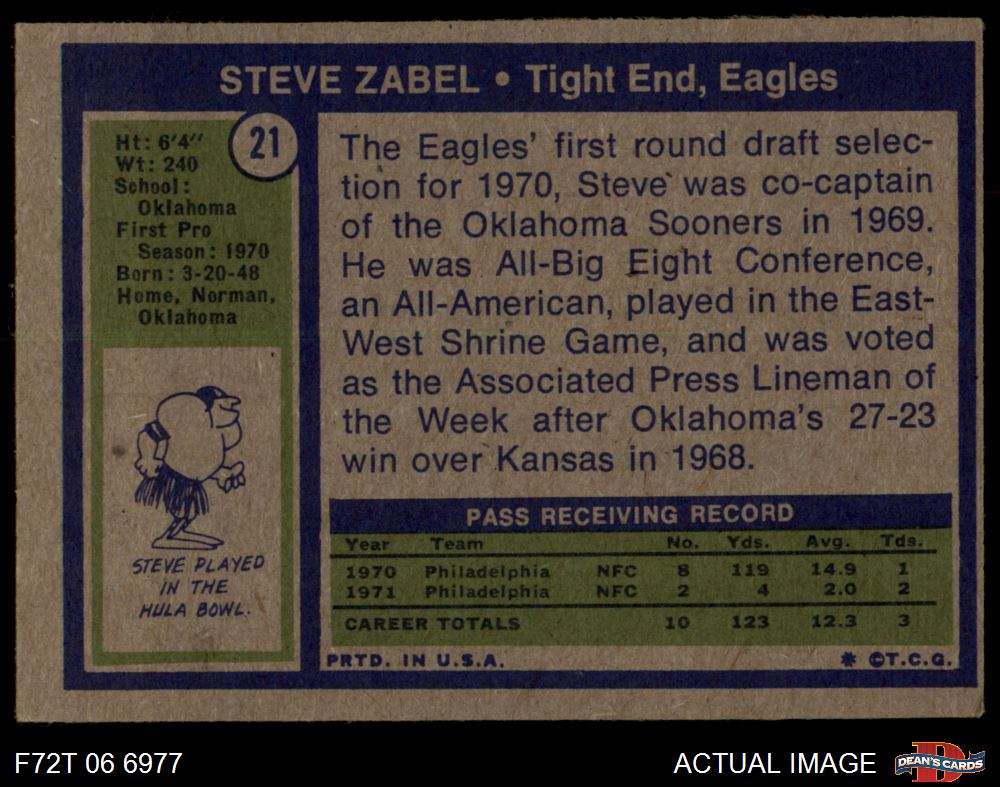 STEVE ZABEL • Tight End, Eagles
21
Ht: 6'4"
Wt: 240
School:
Oklahoma
First Pro
Season: 1970
Born: 3-20-48
Home, Norman,
Oklahoma
STEVE PLAYED
IN THE
HULA BOWL.
The Eagles' first round draft selec-
tion for 1970, Steve was co-captain
of the Oklahoma Sooners in 1969.
He was All-Big Eight Conference,
an All-American, played in the East-
West Shrine Game, and was voted
as the Associated Press Lineman of
the Week after Oklahoma's 27-23
win over Kansas in 1968.
PASS RECEIVING RECORD
Year Team No. Yds. Avg. Tds.
1970 Philadelphia NFC 8 119 14.9 1
1971 Philadelphia NFC 2 4 2.0 2
CAREER TOTALS 10 123 12.3 3
PRTD. IN U.S.A. * ©T.C.G.
F72T 06 6977 ACTUAL IMAGE D DEAN'S CARDS